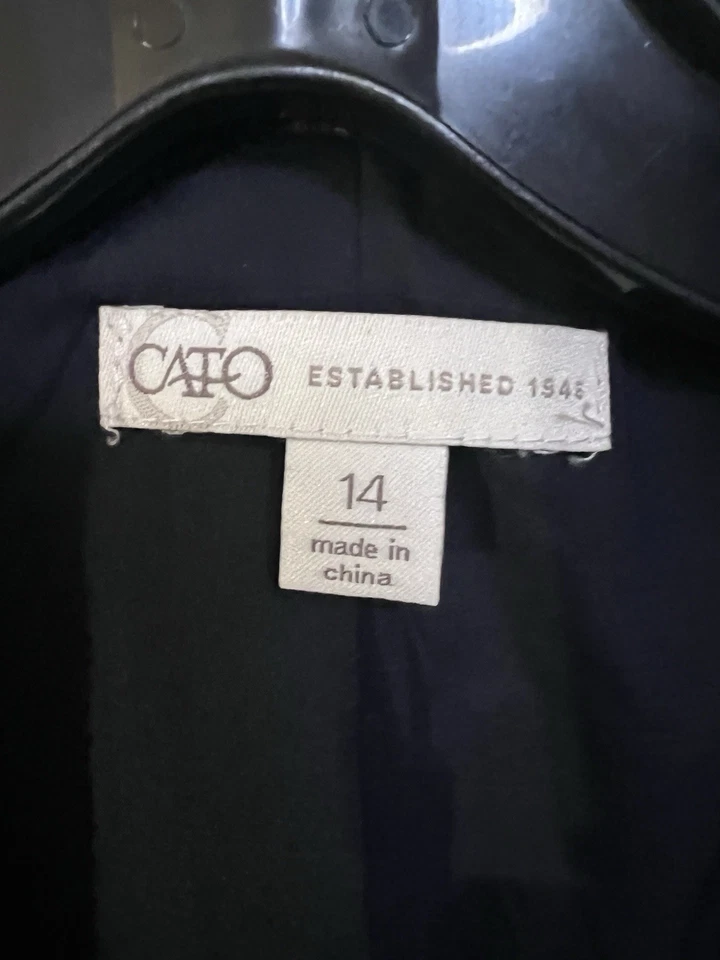 CATO ESTABLISHED 1946
14
made in
china